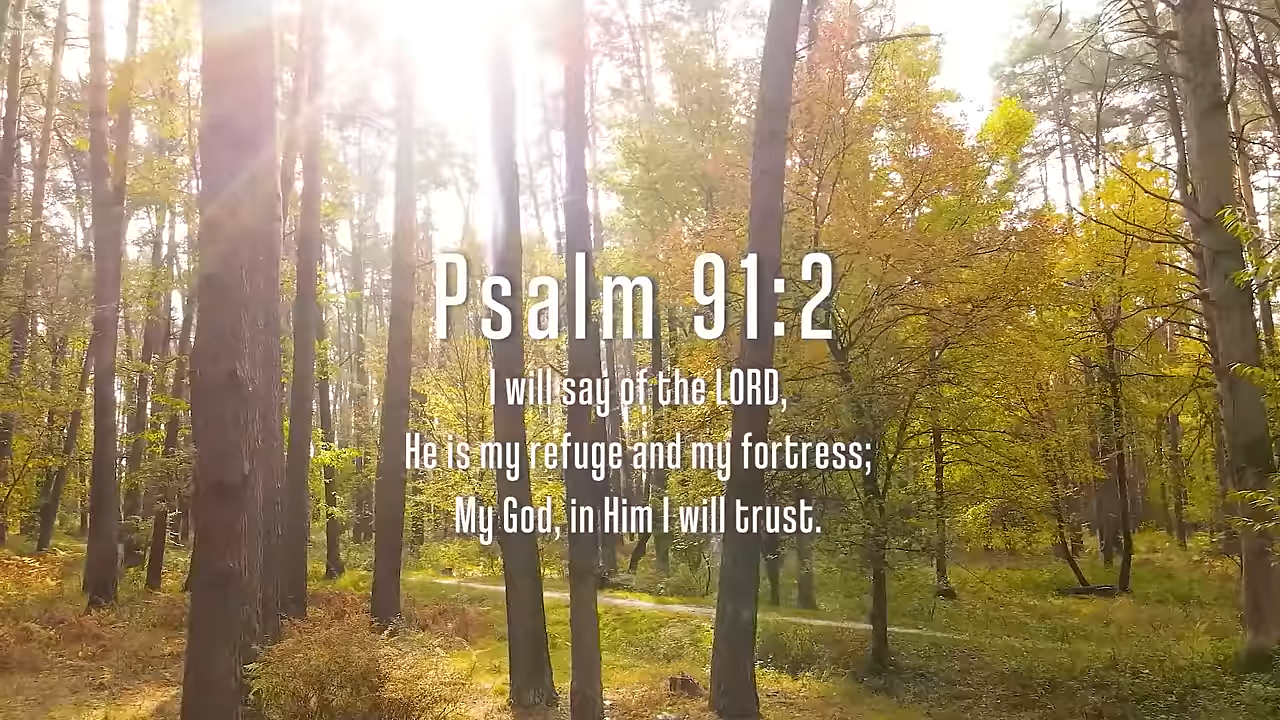 Psalm 91:2
I will say of the LORD,
He is my refuge and my fortress;
My God, in Him I will trust.